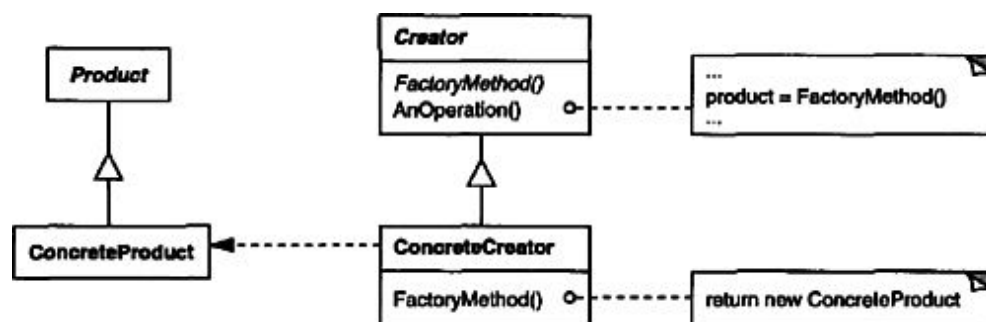 Product
ConcreteProduct
Creator
FactoryMethod()
AnOperation()
...
product = FactoryMethod()
...
ConcreteCreator
FactoryMethod()
return new ConcreteProduct